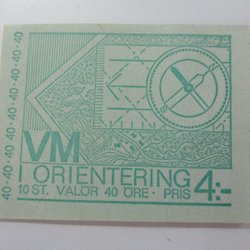 40·40·40·40·40·40·40·40
N
S
VM
I ORIENTERING
10 ST. VALÖR 40 ÖRE · PRIS 4:-